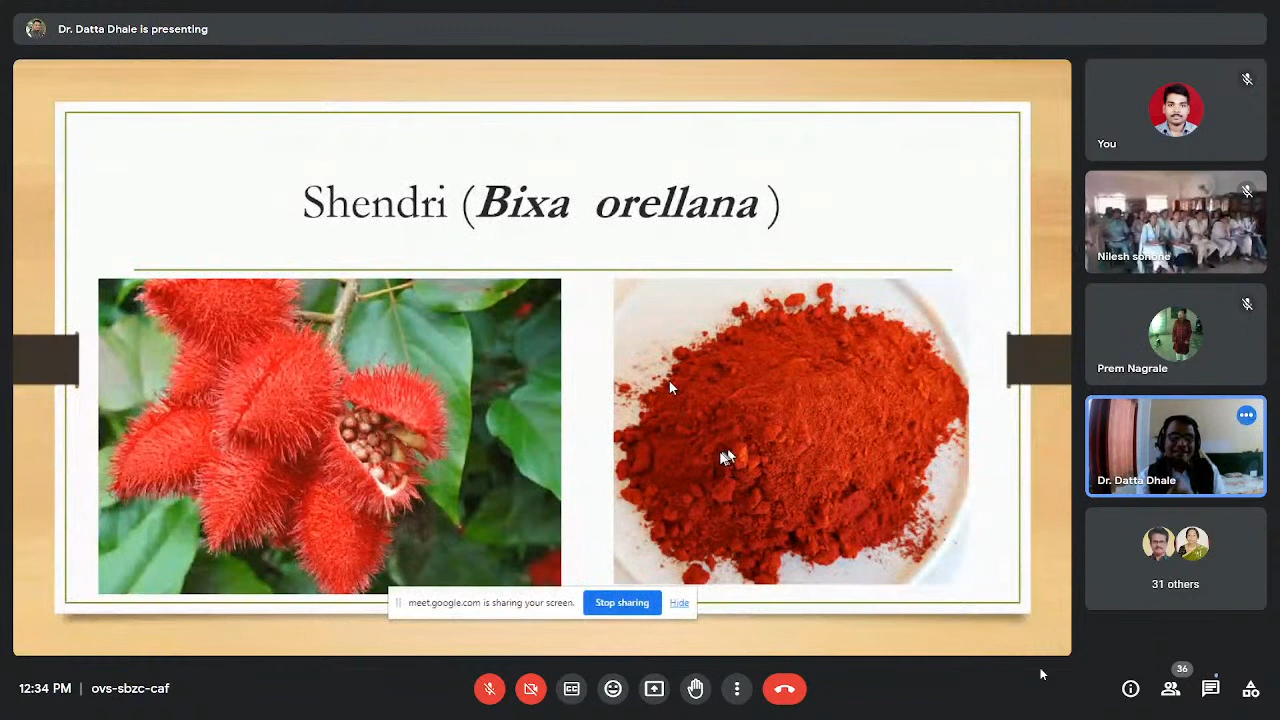 Dr. Datta Dhale is presenting
Shendri (Bixa orellana )
meet.google.com is sharing your screen.
Stop sharing
Hide
You
Nilesh sonone
Prem Nagrale
Dr. Datta Dhale
31 others
12:34 PM | ovs-sbzc-caf
36